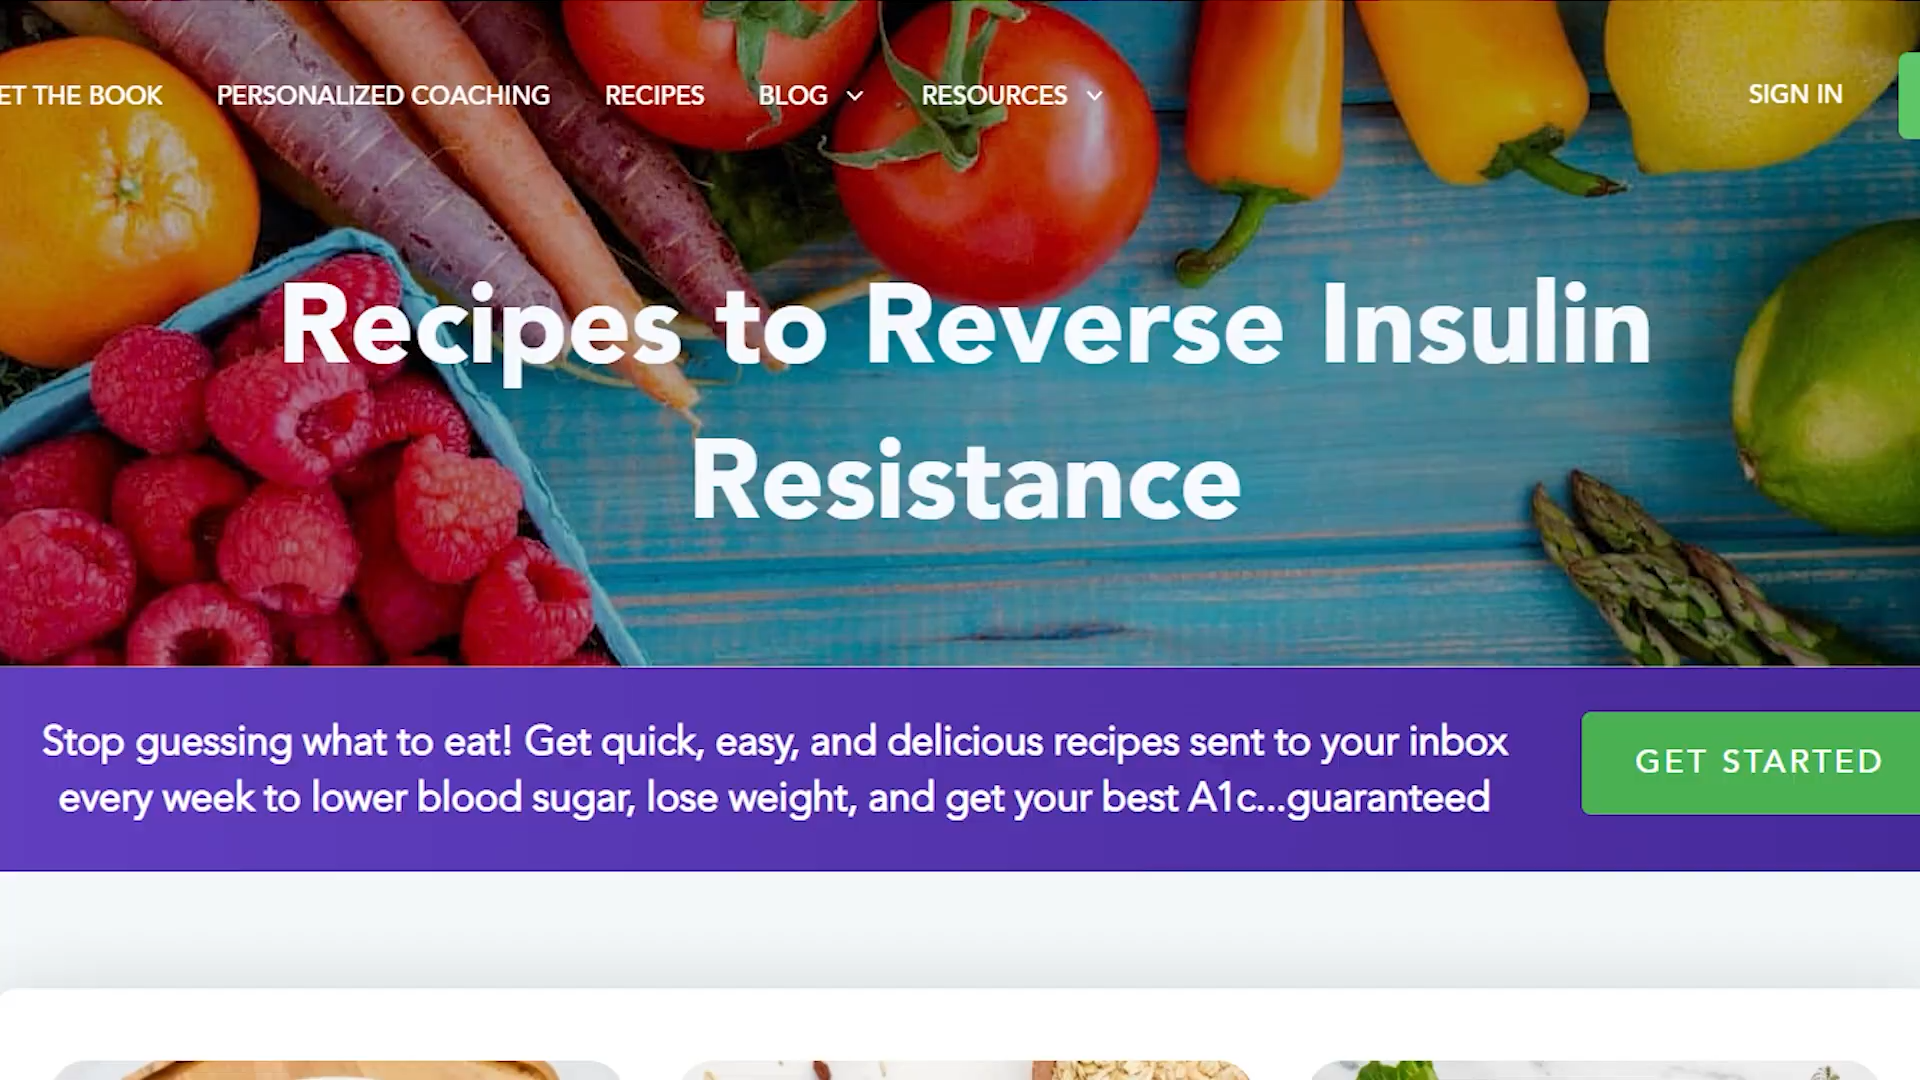 ET THE BOOK PERSONALIZED COACHING RECIPES BLOG RESOURCES SIGN IN
Recipes to Reverse Insulin
Resistance
Stop guessing what to eat! Get quick, easy, and delicious recipes sent to your inbox
every week to lower blood sugar, lose weight, and get your best A1c...guaranteed
GET STARTED